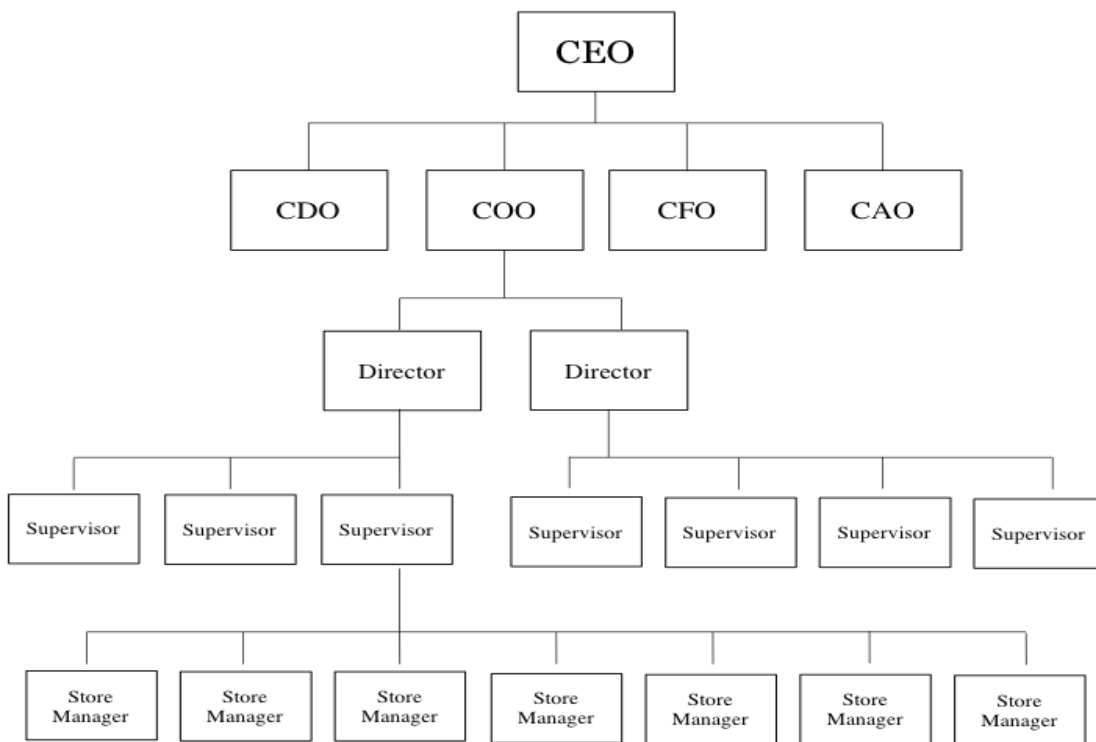 CEO
CDO
COO
CFO
CAO
Director
Director
Supervisor
Supervisor
Supervisor
Supervisor
Supervisor
Supervisor
Supervisor
Store
Manager
Store
Manager
Store
Manager
Store
Manager
Store
Manager
Store
Manager
Store
Manager